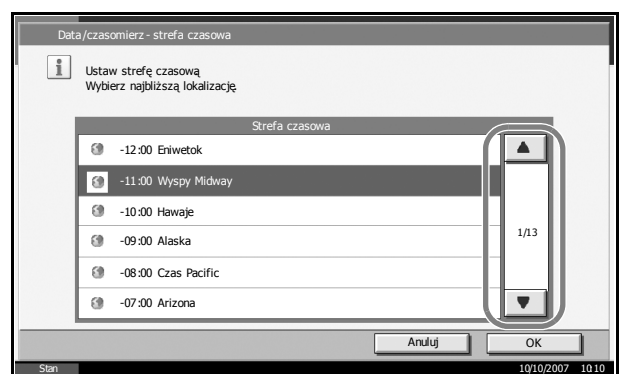 Data/czasomierz - strefa czasowa
Ustaw strefę czasową
Wybierz najbliższą lokalizację.
Strefa czasowa
-12:00 Eniwetok
-11:00 Wyspy Midway
-10:00 Hawaje
-09:00 Alaska
-08:00 Czas Pacific
-07:00 Arizona
1/13
Anuluj
OK
Stan
10/10/2007 10:10